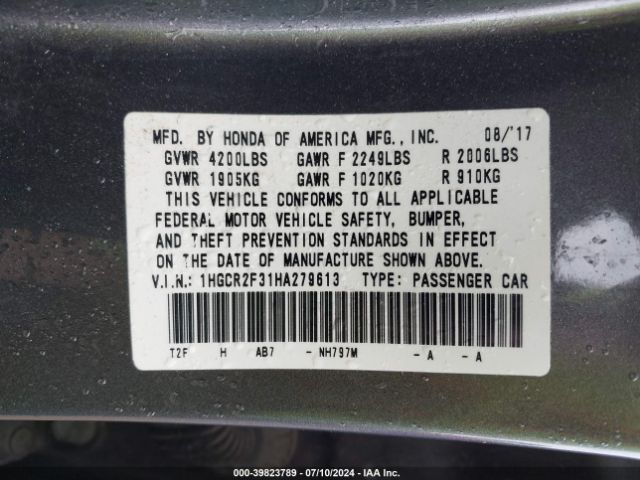 MFD. BY HONDA OF AMERICA MFG., INC. 08/'17
GVWR 4200LBS GAWR F 2249LBS R 2006LBS
GVWR 1905KG GAWR F 1020KG R 910KG
THIS VEHICLE CONFORMS TO ALL APPLICABLE
FEDERAL MOTOR VEHICLE SAFETY, BUMPER,
AND THEFT PREVENTION STANDARDS IN EFFECT
ON THE DATE OF MANUFACTURE SHOWN ABOVE.
V.I.N.: 1HGCR2F31HA279613 TYPE: PASSENGER CAR
T2F H AB7 - NH797M - A - A
000-39823789 - 07/10/2024 - IAAI.com